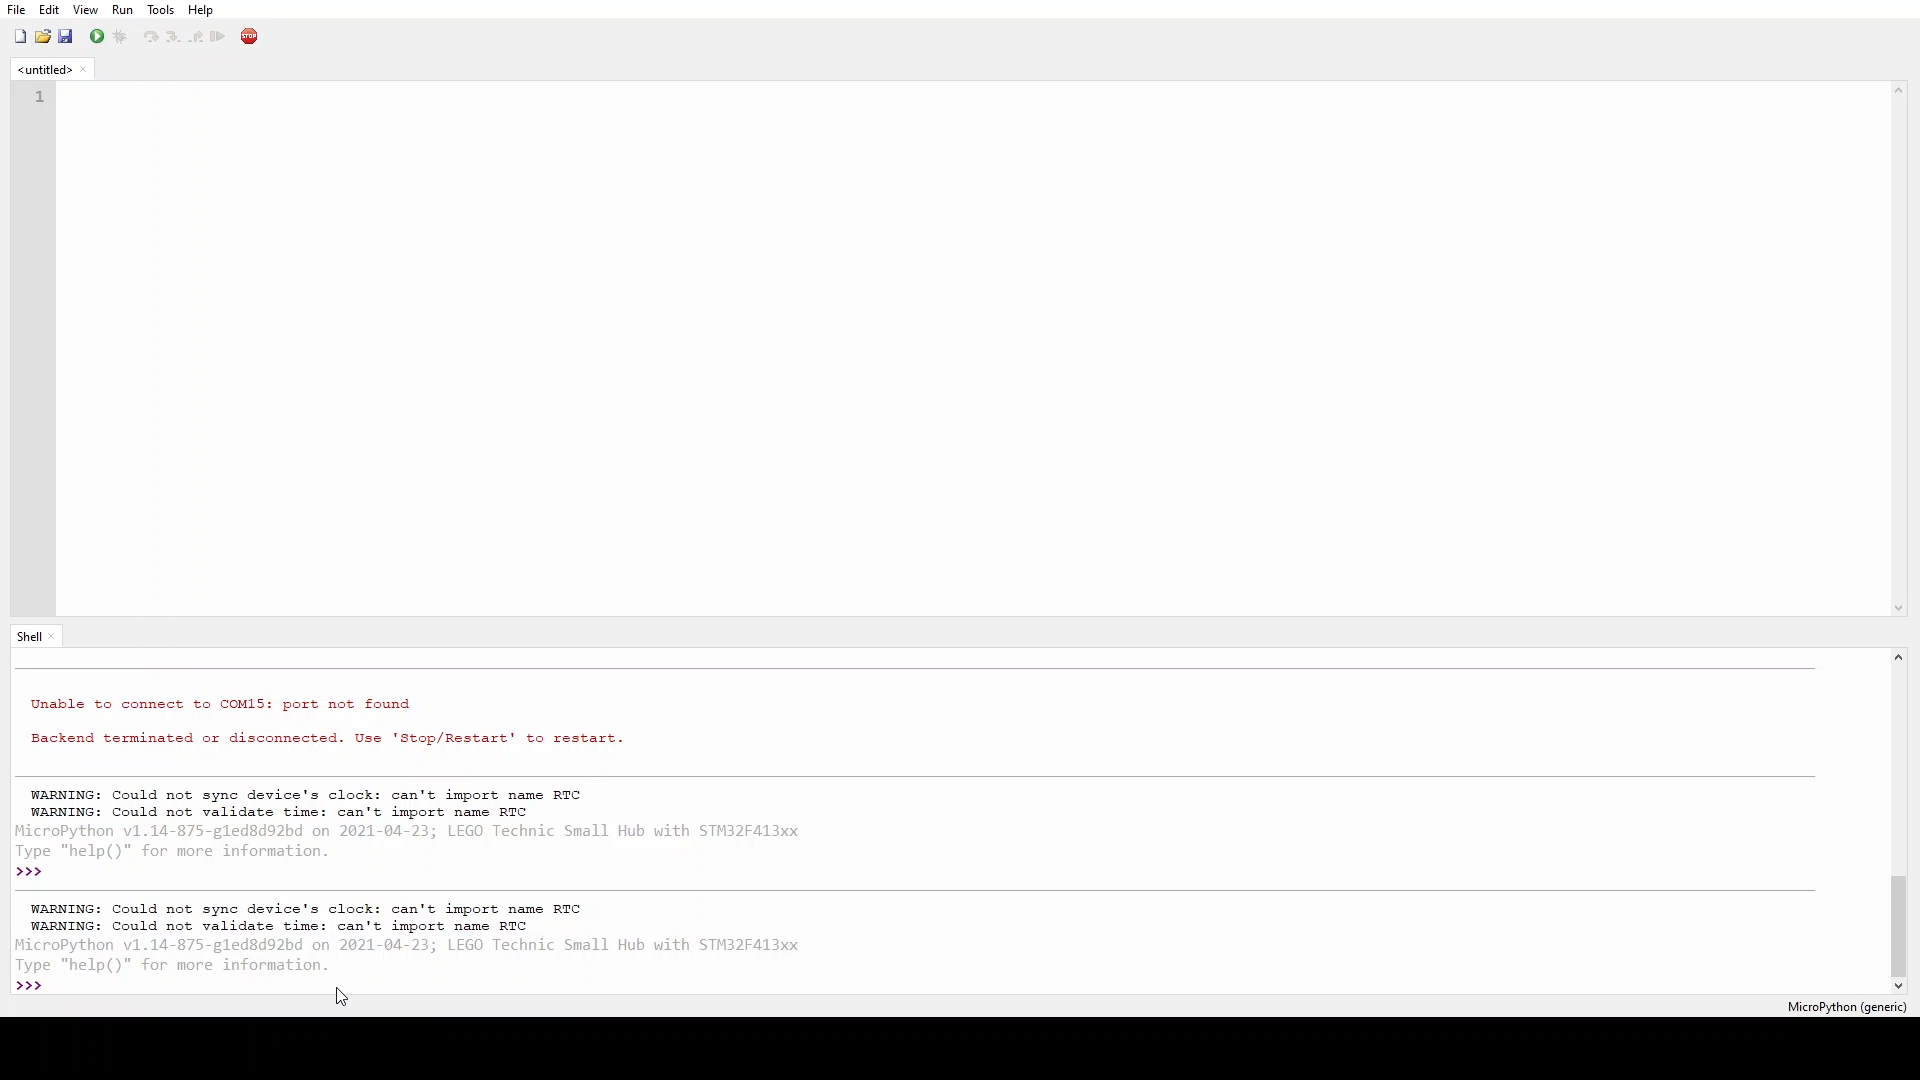 File Edit View Run Tools Help
STOP
<untitled> ×
1
Shell ×
Unable to connect to COM15: port not found
Backend terminated or disconnected. Use 'Stop/Restart' to restart.
WARNING: Could not sync device's clock: can't import name RTC
WARNING: Could not validate time: can't import name RTC
MicroPython v1.14-875-g1ed8d92bd on 2021-04-23; LEGO Technic Small Hub with STM32F413xx
Type "help()" for more information.
>>>
WARNING: Could not sync device's clock: can't import name RTC
WARNING: Could not validate time: can't import name RTC
MicroPython v1.14-875-g1ed8d92bd on 2021-04-23; LEGO Technic Small Hub with STM32F413xx
Type "help()" for more information.
>>>
MicroPython (generic)